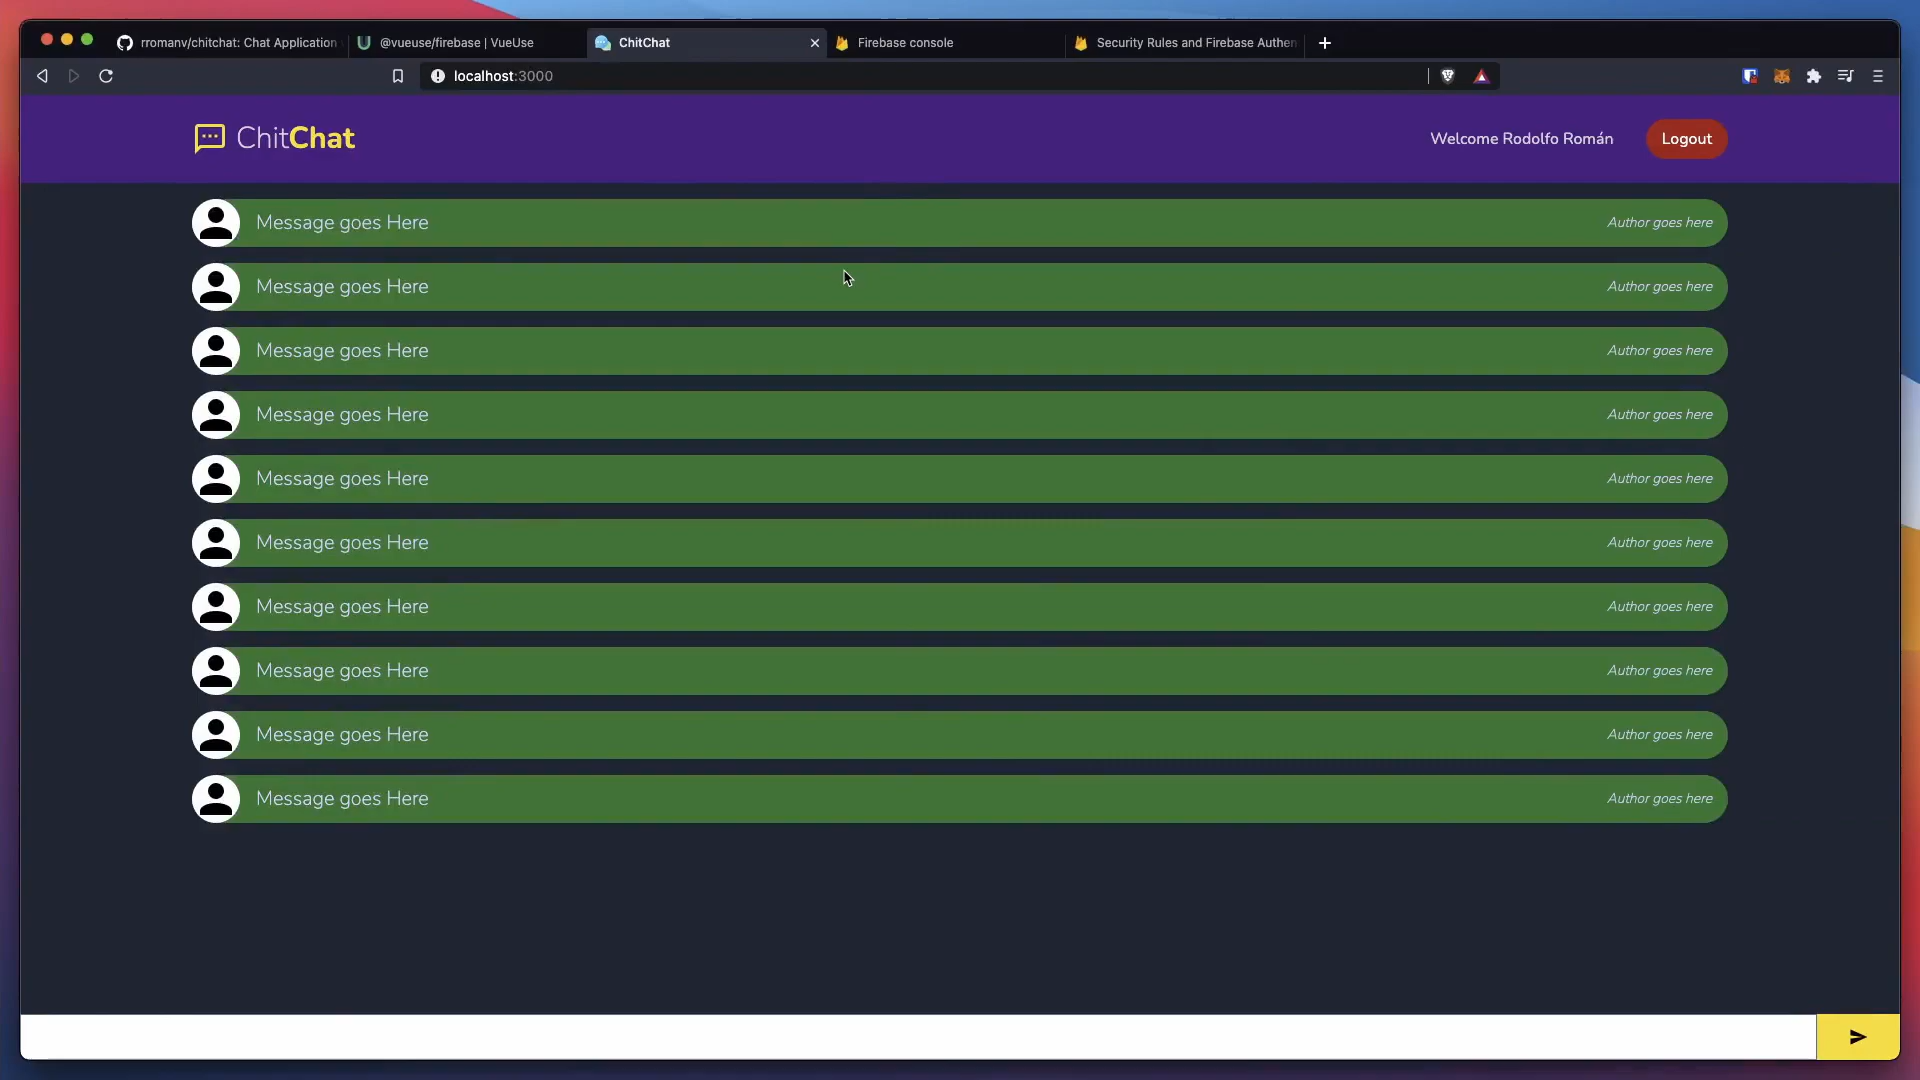 rromanv/chitchat: Chat Application
@vueuse/firebase | VueUse
ChitChat
Firebase console
Security Rules and Firebase Authen
localhost:3000
ChitChat
Welcome Rodolfo Román
Logout
Message goes Here
Author goes here
Message goes Here
Author goes here
Message goes Here
Author goes here
Message goes Here
Author goes here
Message goes Here
Author goes here
Message goes Here
Author goes here
Message goes Here
Author goes here
Message goes Here
Author goes here
Message goes Here
Author goes here
Message goes Here
Author goes here